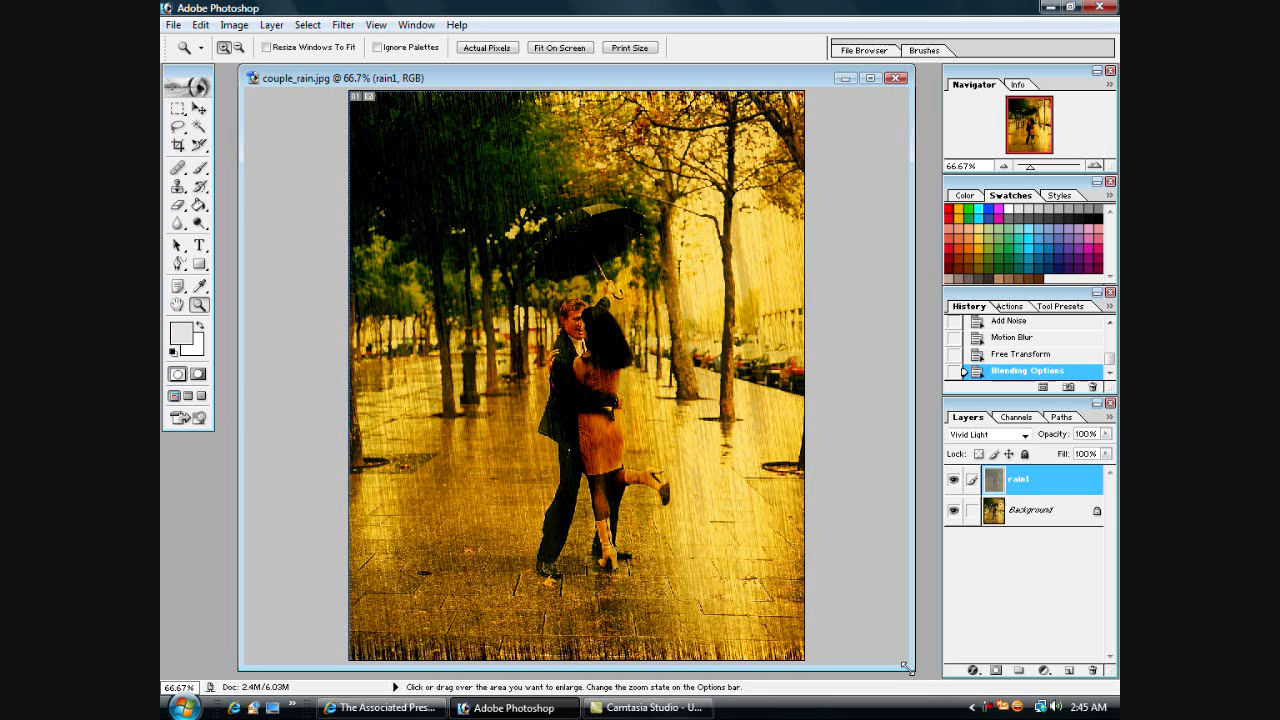 Adobe Photoshop
File Edit Image Layer Select Filter View Window Help
Resize Windows To Fit Ignore Palettes Actual Pixels Fit On Screen Print Size File Browser Brushes
couple_rain.jpg @ 66.7% (rain1, RGB)
01
Navigator Info
66.67%
Color Swatches Styles
History Actions Tool Presets
Add Noise
Motion Blur
Free Transform
Blending Options
Layers Channels Paths
Vivid Light Opacity: 100%
Lock: Fill: 100%
rain1
Background
66.67% Doc: 2.4M/6.03M Click or drag over the area you want to enlarge. Change the zoom state on the Options bar.
The Associated Pres... Adobe Photoshop Camtasia Studio - U... 2:45 AM